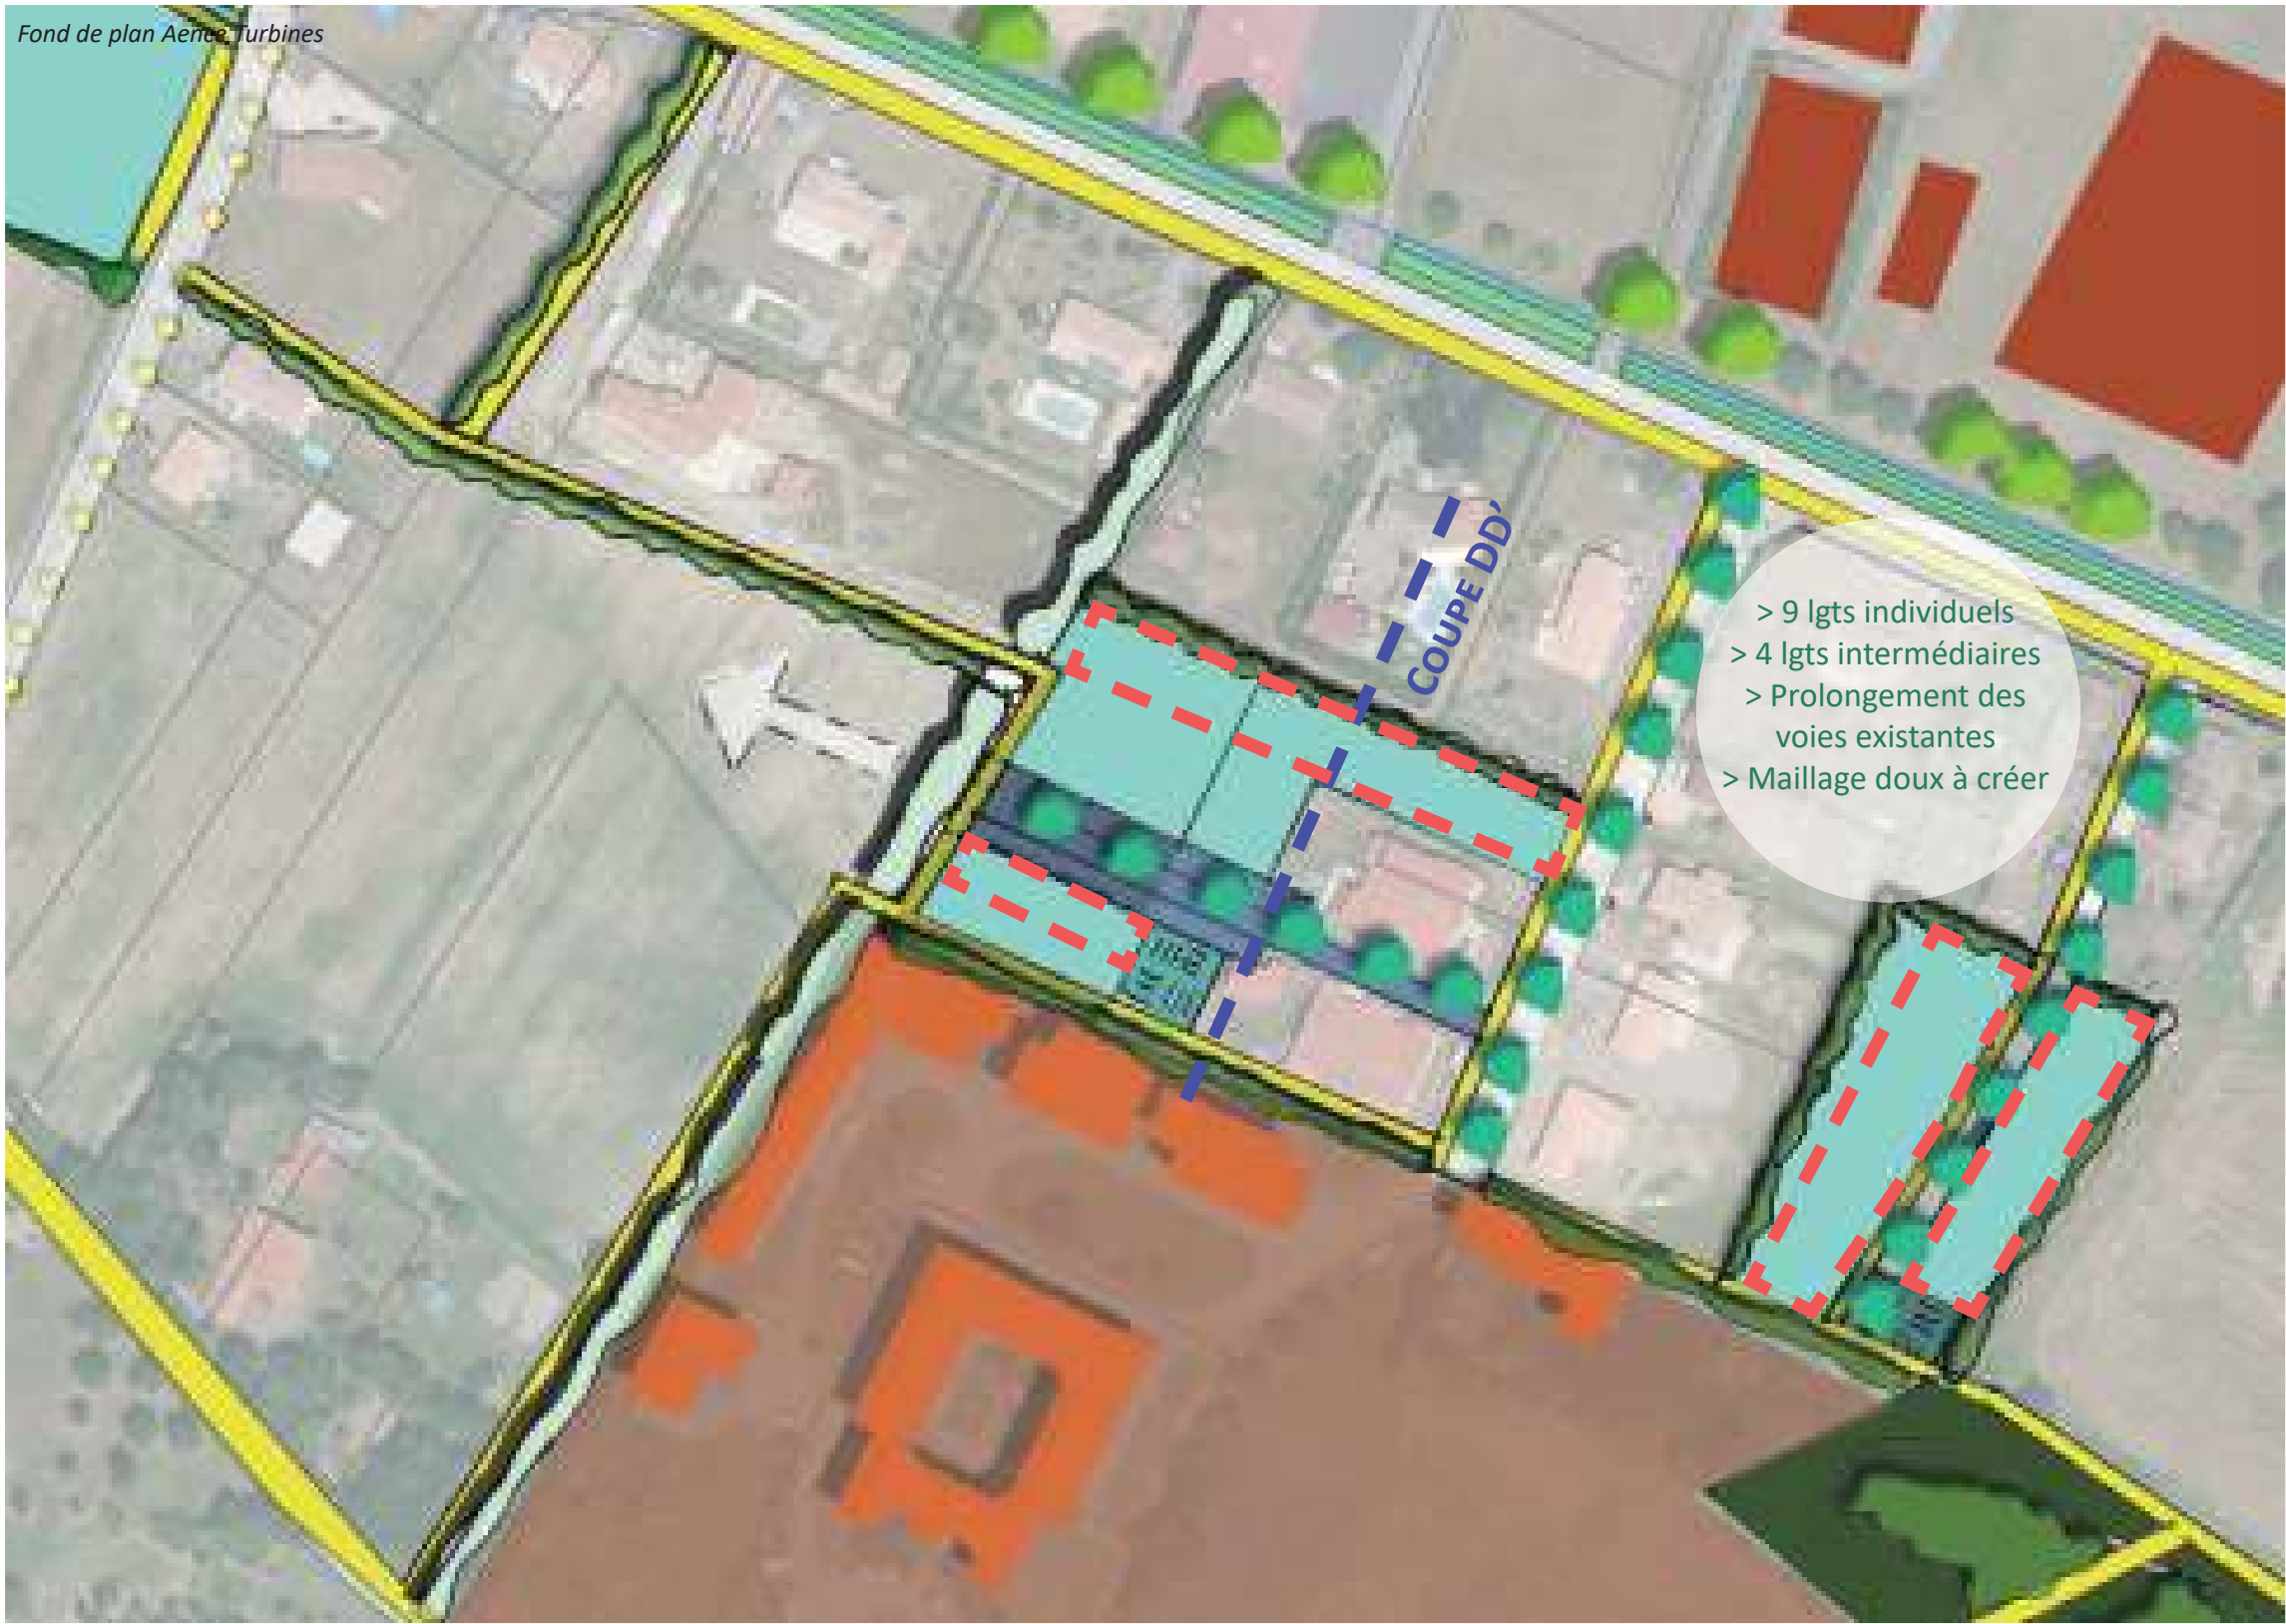 Fond de plan Aence Turbines
COUPE DD’
> 9 lgts individuels
> 4 lgts intermédiaires
> Prolongement des
voies existantes
> Maillage doux à créer